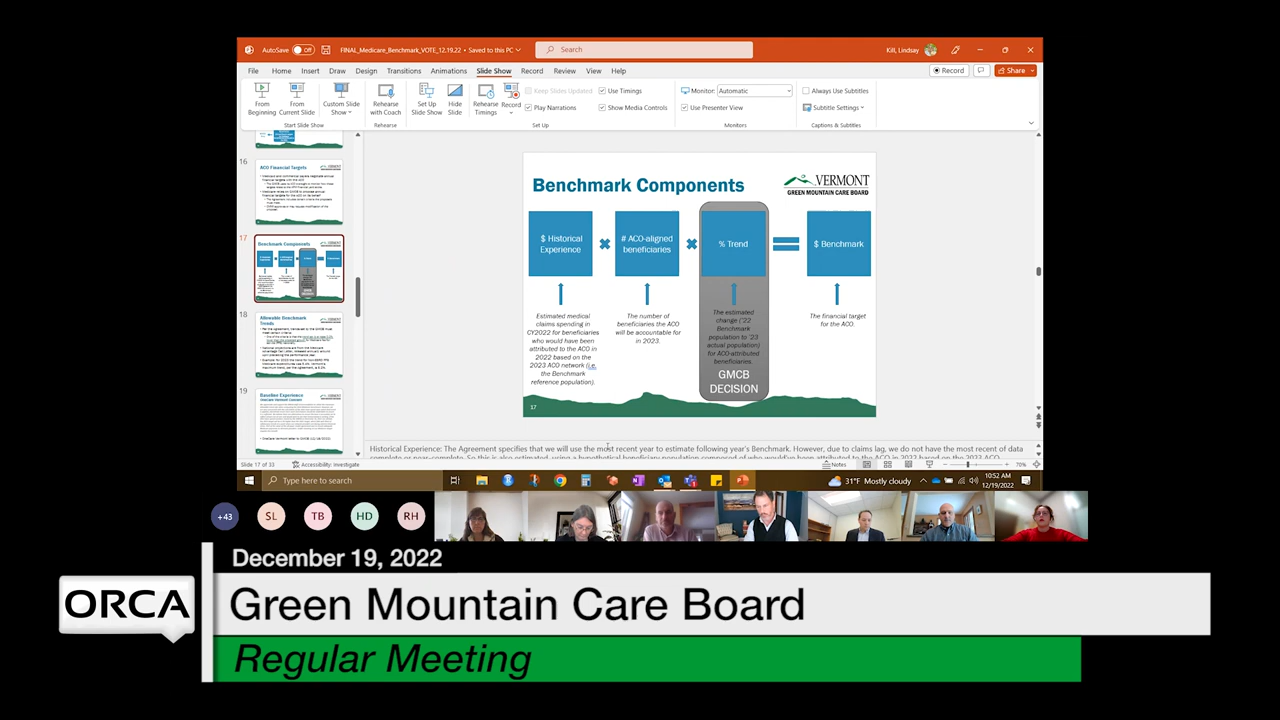 AutoSave Off FINAL_Medicare_Benchmark_VOTE_12.19.22 • Saved to this PC
Search
Kill, Lindsay
File Home Insert Draw Design Transitions Animations Slide Show Record Review View Help
Record
Share
From Beginning
From Current Slide
Custom Slide Show
Start Slide Show
Rehearse with Coach
Rehearse
Set Up Slide Show
Hide Slide
Rehearse Timings
Record
Keep Slides Updated
Play Narrations
Use Timings
Show Media Controls
Set Up
Monitor: Automatic
Use Presenter View
Monitors
Always Use Subtitles
Subtitle Settings
Captions & Subtitles
16
ACO Financial Targets
17
Benchmark Components
18
Allowable Benchmark
Trends
19
Baseline Experience
Benchmark Components
VERMONT
GREEN MOUNTAIN CARE BOARD
$ Historical
Experience
# ACO-aligned
beneficiaries
% Trend
$ Benchmark
Estimated medical
claims spending in
CY2022 for beneficiaries
who would have been
attributed to the ACO in
2022 based on the
2023 ACO network (i.e.
the Benchmark
reference population).
The number of
beneficiaries the ACO
will be accountable for
in 2023.
The estimated
change ('22
Benchmark
population to '23
actual population)
for ACO-attributed
beneficiaries.
GMCB
DECISION
The financial target
for the ACO.
17
Historical Experience: The Agreement specifies that we will use the most recent year to estimate following year's Benchmark. However, due to claims lag, we do not have the most recent of data
Slide 17 of 33
Accessibility: Investigate
Notes
70%
Type here to search
31°F Mostly cloudy
10:52 AM
12/19/2022
+43
SL
TB
HD
RH
December 19, 2022
ORCA
Green Mountain Care Board
Regular Meeting